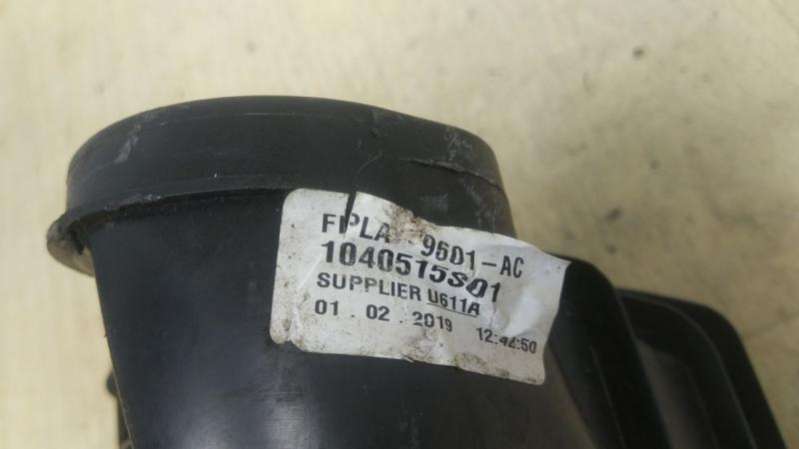 FPLA - 9601-AC
1040515S01
SUPPLIER U611A
01 . 02 . 2019 12:42:50